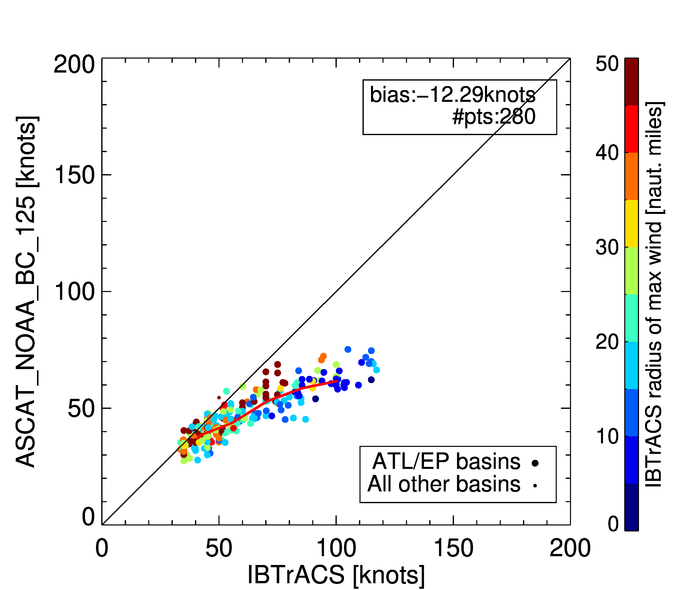 200
150
100
50
0
0
50
100
150
200
IBTrACS [knots]
ASCAT_NOAA_BC_125 [knots]
bias:−12.29knots
#pts:280
ATL/EP basins
All other basins
50
40
30
20
10
0
IBTrACS radius of max wind [naut. miles]